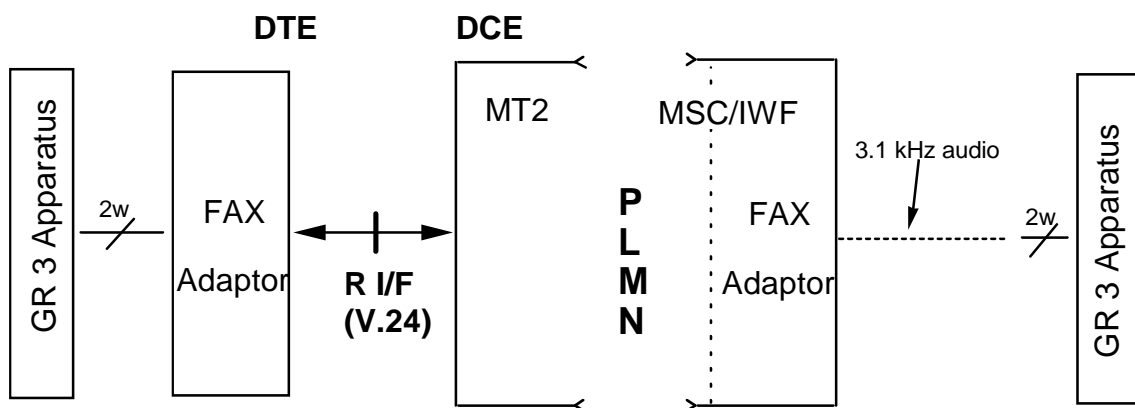 DTE
DCE
GR 3 Apparatus
2w
FAX
Adaptor
R I/F
(V.24)
MT2
P
L
M
N
MSC/IWF
FAX
Adaptor
3.1 kHz audio
2w
GR 3 Apparatus